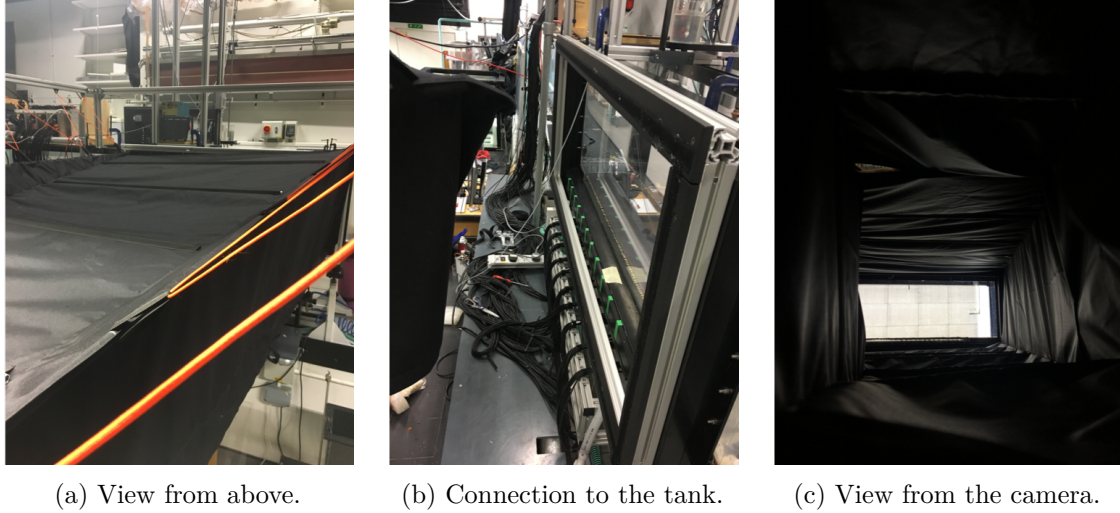 (a) View from above.
(b) Connection to the tank.
(c) View from the camera.